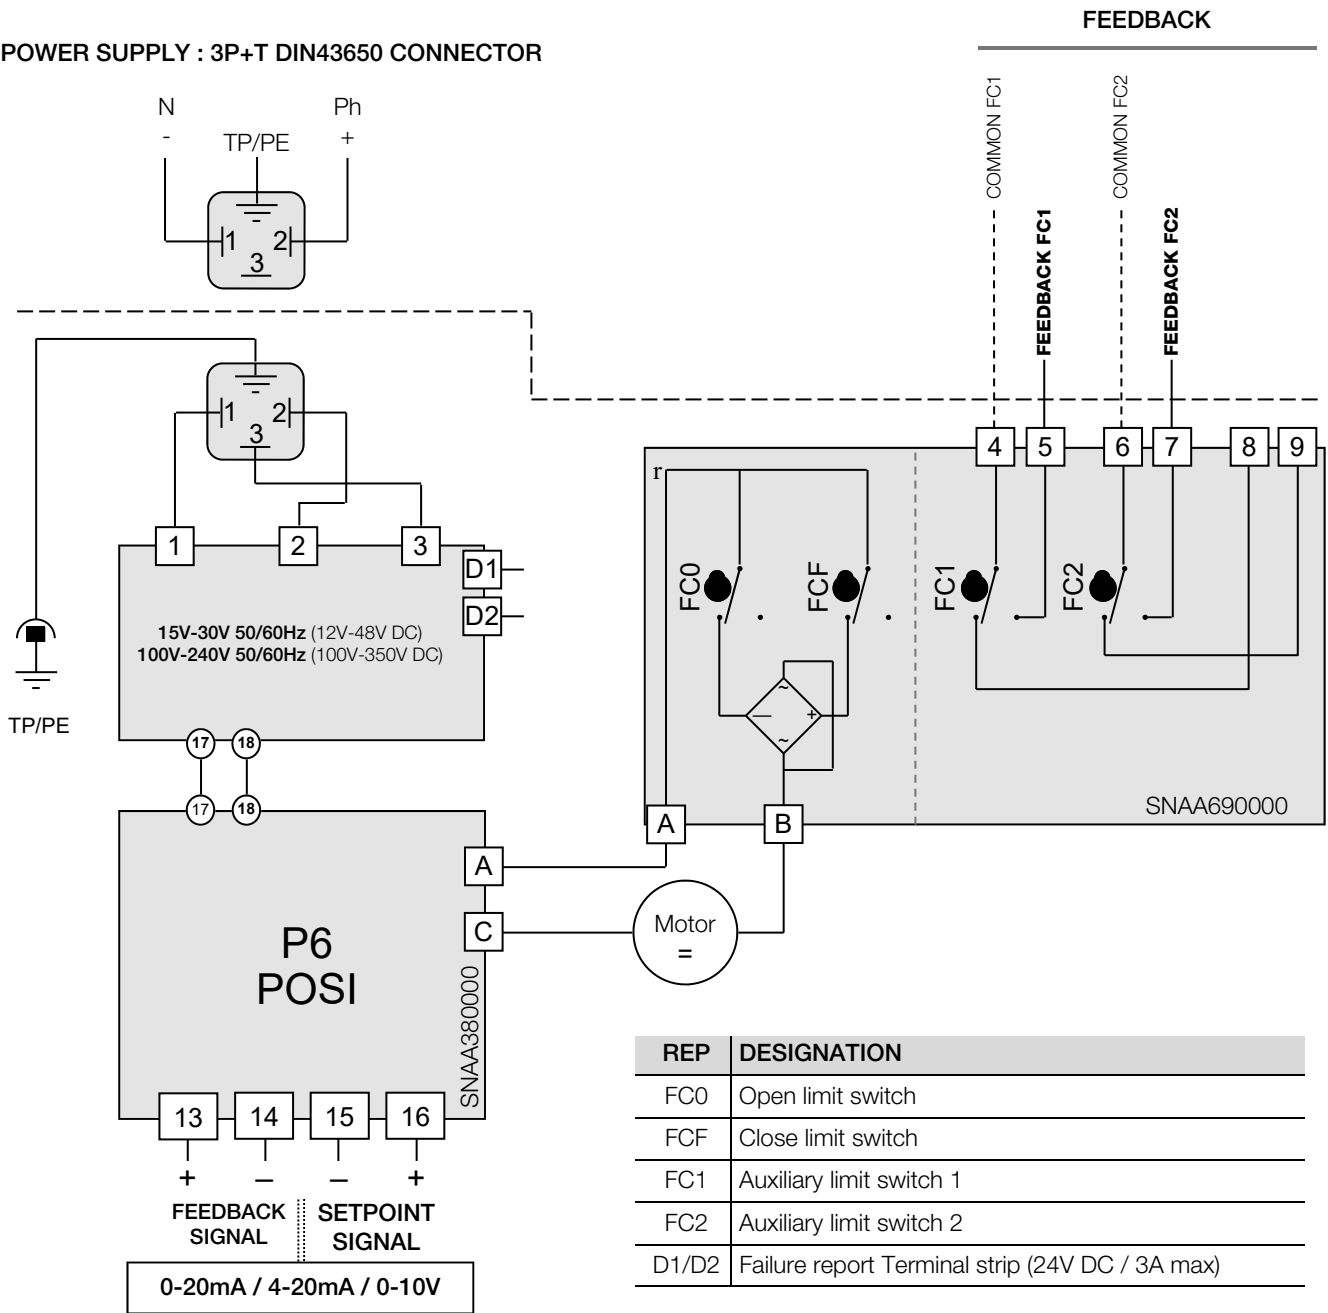 FEEDBACK
POWER SUPPLY : 3P+T DIN43650 CONNECTOR
N
-
TP/PE
Ph
+
1
2
3
COMMON FC1
FEEDBACK FC1
COMMON FC2
FEEDBACK FC2
1
2
3
4
5
6
7
8
9
1
2
3
D1
D2
15V-30V 50/60Hz (12V-48V DC)
100V-240V 50/60Hz (100V-350V DC)
TP/PE
17
18
17
18
r
FC0
FCF
FC1
FC2
~
—
+
~
SNAA690000
A
B
A
C
Motor
=
P6
POSI
SNAA380000
13
14
15
16
+
–
–
+
FEEDBACK
SIGNAL
SETPOINT
SIGNAL
0-20mA / 4-20mA / 0-10V
REP DESIGNATION
FC0 Open limit switch
FCF Close limit switch
FC1 Auxiliary limit switch 1
FC2 Auxiliary limit switch 2
D1/D2 Failure report Terminal strip (24V DC / 3A max)